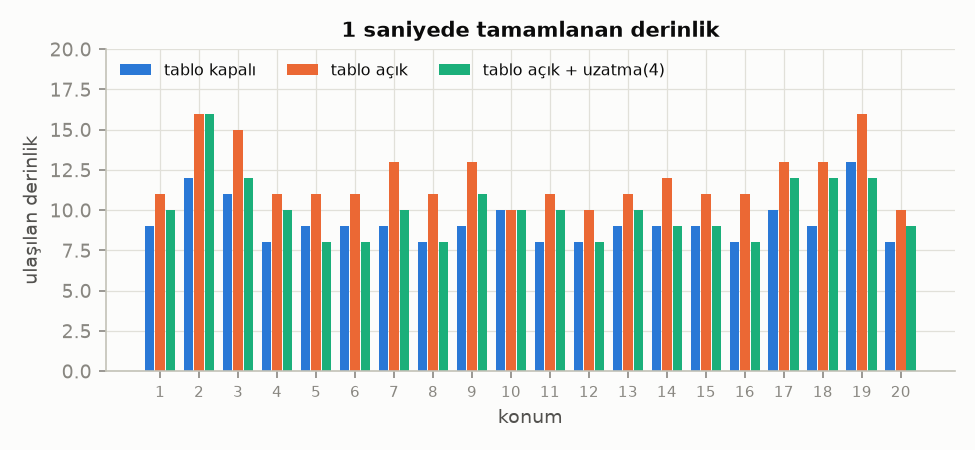 1 saniyede tamamlanan derinlik
tablo kapalı tablo açık tablo açık + uzatma(4)
ulaşılan derinlik
20.0
17.5
15.0
12.5
10.0
7.5
5.0
2.5
0.0
1 2 3 4 5 6 7 8 9 10 11 12 13 14 15 16 17 18 19 20
konum